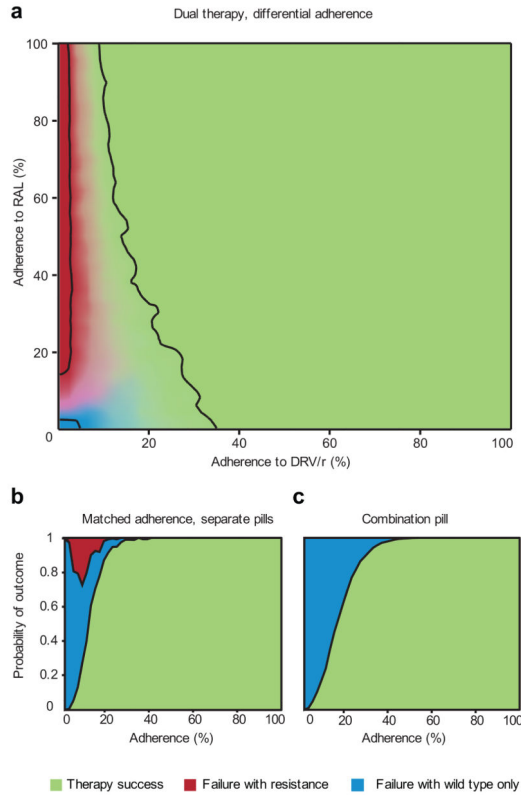 a
Dual therapy, differential adherence
100
80
60
40
20
0
Adherence to RAL (%)
20 40 60 80 100
Adherence to DRV/r (%)
b
Matched adherence, separate pills
1
0.8
0.6
0.4
0.2
0
Probability of outcome
0 20 40 60 80 100
Adherence (%)
c
Combination pill
0 20 40 60 80 100
Adherence (%)
Therapy success
Failure with resistance
Failure with wild type only